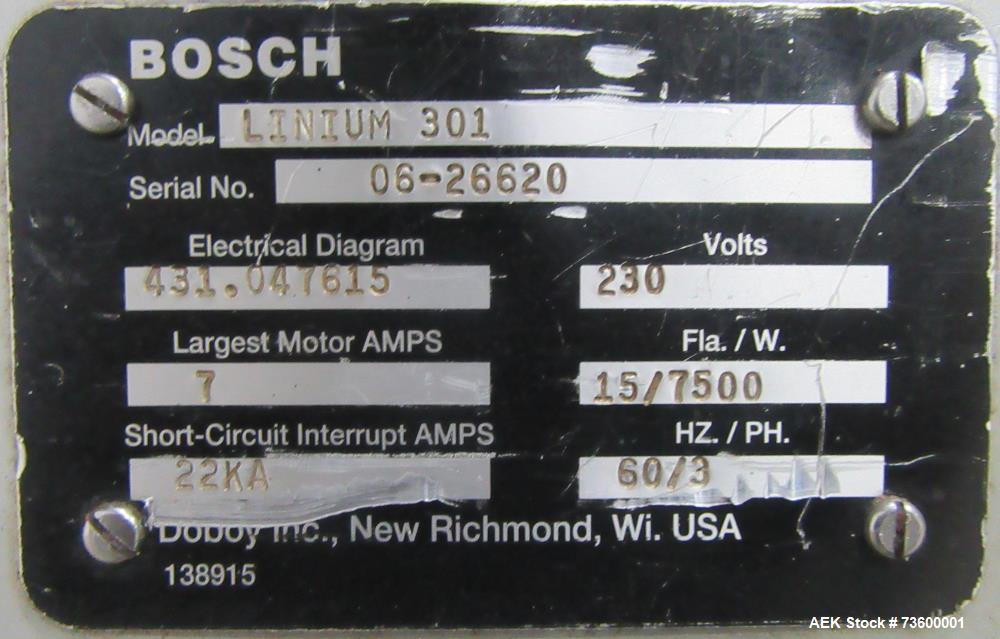 BOSCH
Model LINIUM 301
Serial No. 06-26620
Electrical Diagram Volts
431.047615 230
Largest Motor AMPS Fla. / W.
7 15/7500
Short-Circuit Interrupt AMPS HZ. / PH.
22KA 60/3
Doboy Inc., New Richmond, Wi. USA
138915
AEK Stock # 73600001